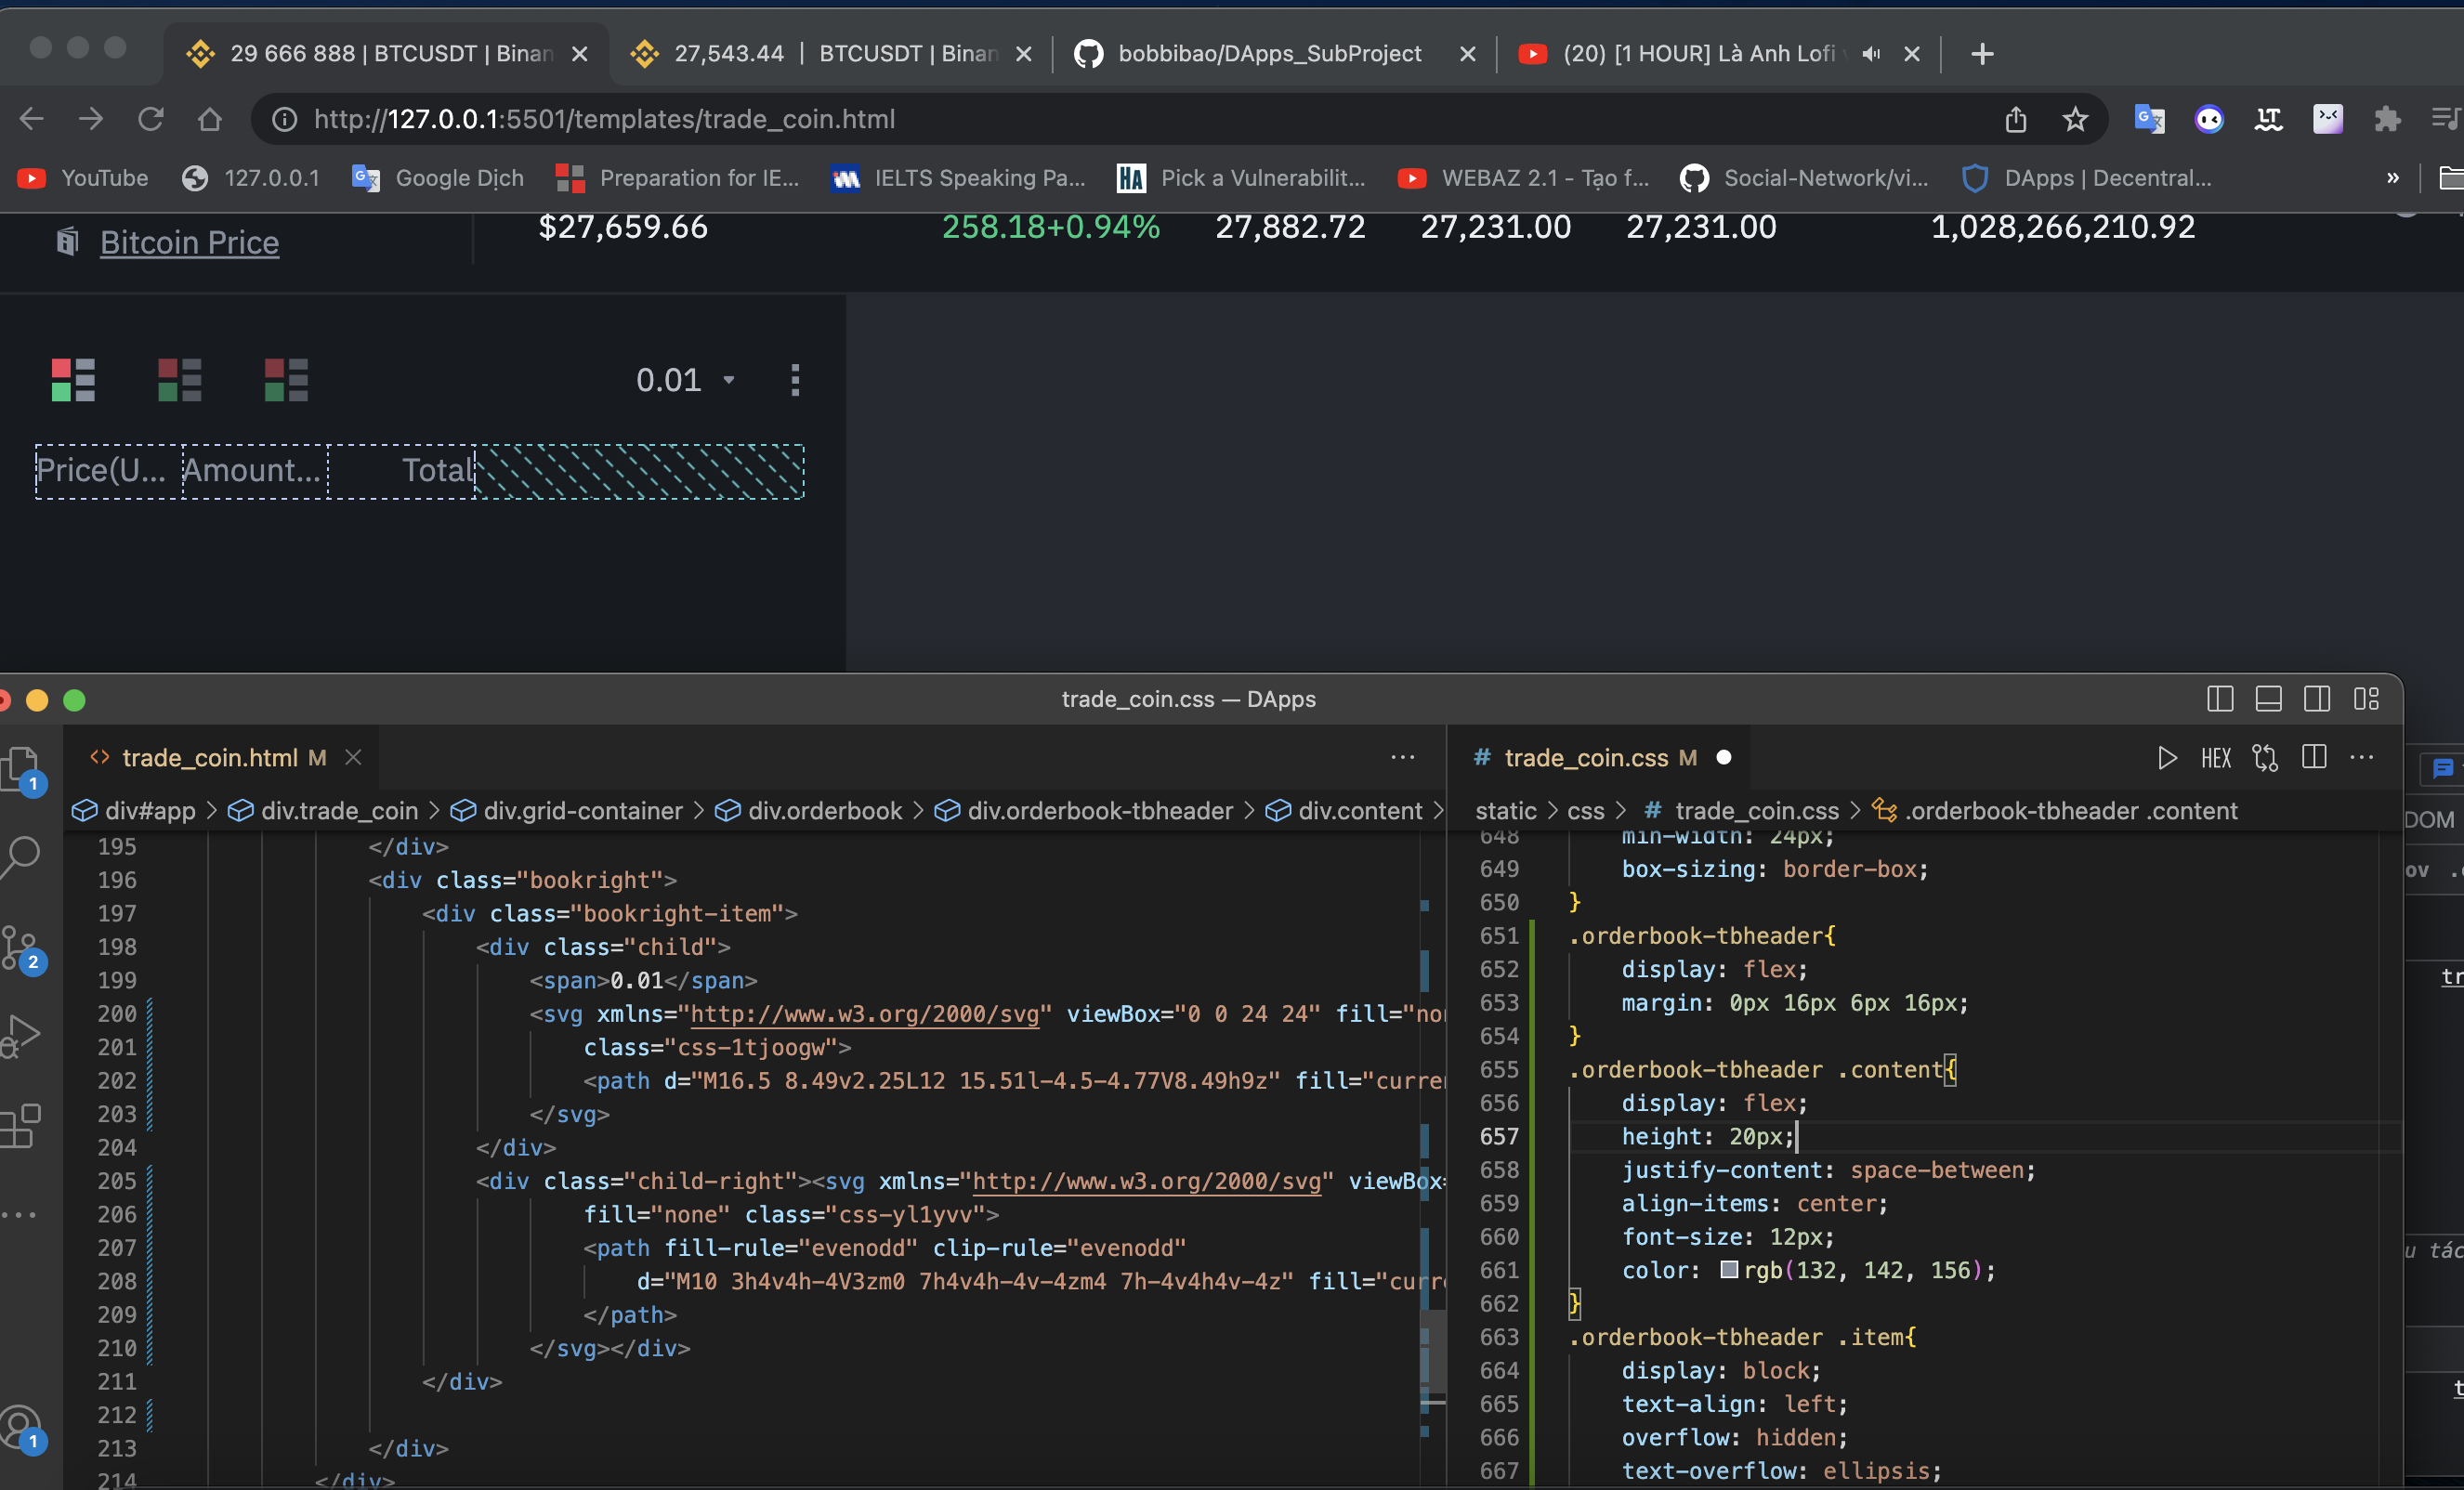 29 666 888 | BTCUSDT | Binan
27,543.44 | BTCUSDT | Binan
bobbibao/DApps_SubProject
(20) [1 HOUR] Là Anh Lofi
http://127.0.0.1:5501/templates/trade_coin.html
YouTube
127.0.0.1
Google Dịch
Preparation for IE...
IELTS Speaking Pa...
HA Pick a Vulnerabilit...
WEBAZ 2.1 - Tạo f...
Social-Network/vi...
DApps | Decentral...
»
Bitcoin Price
$27,659.66
258.18+0.94%
27,882.72
27,231.00
27,231.00
1,028,266,210.92
0.01
Price(U... Amount... Total
trade_coin.css — DApps
trade_coin.html M
div#app > div.trade_coin > div.grid-container > div.orderbook > div.orderbook-tbheader > div.content >
195 </div>
196 <div class="bookright">
197 <div class="bookright-item">
198 <div class="child">
199 <span>0.01</span>
200 <svg xmlns="http://www.w3.org/2000/svg" viewBox="0 0 24 24" fill="no
201 class="css-1tjoogw">
202 <path d="M16.5 8.49v2.25L12 15.51l-4.5-4.77V8.49h9z" fill="curre
203 </svg>
204 </div>
205 <div class="child-right"><svg xmlns="http://www.w3.org/2000/svg" viewBox=
206 fill="none" class="css-yl1yvv">
207 <path fill-rule="evenodd" clip-rule="evenodd"
208 d="M10 3h4v4h-4V3zm0 7h4v4h-4v-4zm4 7h-4v4h4v-4z" fill="curr
209 </path>
210 </svg></div>
211 </div>
212
213 </div>
214 </div>
1
2
1
# trade_coin.css M
HEX
static > css > # trade_coin.css > .orderbook-tbheader .content
648 min-width: 24px;
649 box-sizing: border-box;
650 }
651 .orderbook-tbheader{
652 display: flex;
653 margin: 0px 16px 6px 16px;
654 }
655 .orderbook-tbheader .content{
656 display: flex;
657 height: 20px;
658 justify-content: space-between;
659 align-items: center;
660 font-size: 12px;
661 color: rgb(132, 142, 156);
662 }
663 .orderbook-tbheader .item{
664 display: block;
665 text-align: left;
666 overflow: hidden;
667 text-overflow: ellipsis;
DOM
ov .
tr
u tác
t